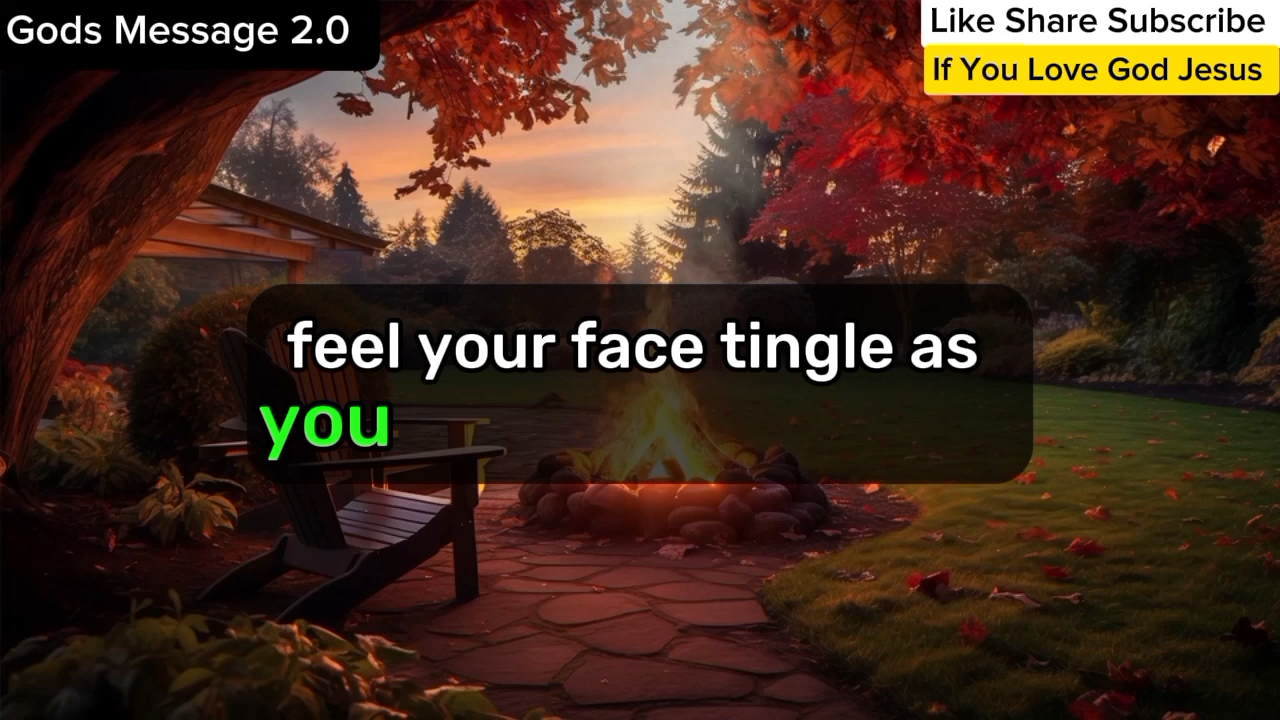 Gods Message 2.0
Like Share Subscribe
If You Love God Jesus
feel your face tingle as
you